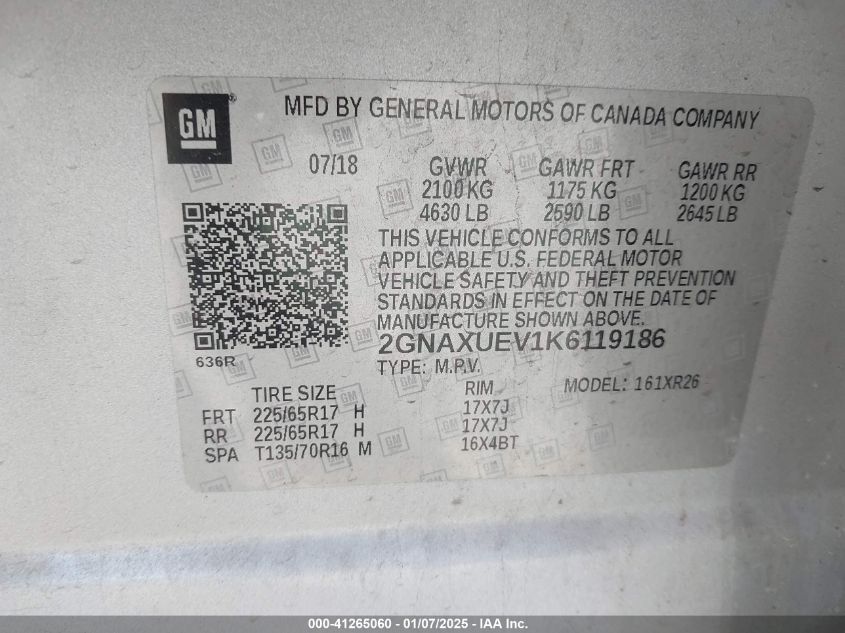 GM ®
MFD BY GENERAL MOTORS OF CANADA COMPANY
07/18 GVWR GAWR FRT GAWR RR
2100 KG 1175 KG 1200 KG
4630 LB 2590 LB 2645 LB
THIS VEHICLE CONFORMS TO ALL
APPLICABLE U.S. FEDERAL MOTOR
VEHICLE SAFETY AND THEFT PREVENTION
STANDARDS IN EFFECT ON THE DATE OF
MANUFACTURE SHOWN ABOVE.
2GNAXUEV1K6119186
636R
TYPE: M.P.V. MODEL: 161XR26
TIRE SIZE RIM
FRT 225/65R17 H 17X7J
RR 225/65R17 H 17X7J
SPA T135/70R16 M 16X4BT
000-41265060 - 01/07/2025 - IAA Inc.